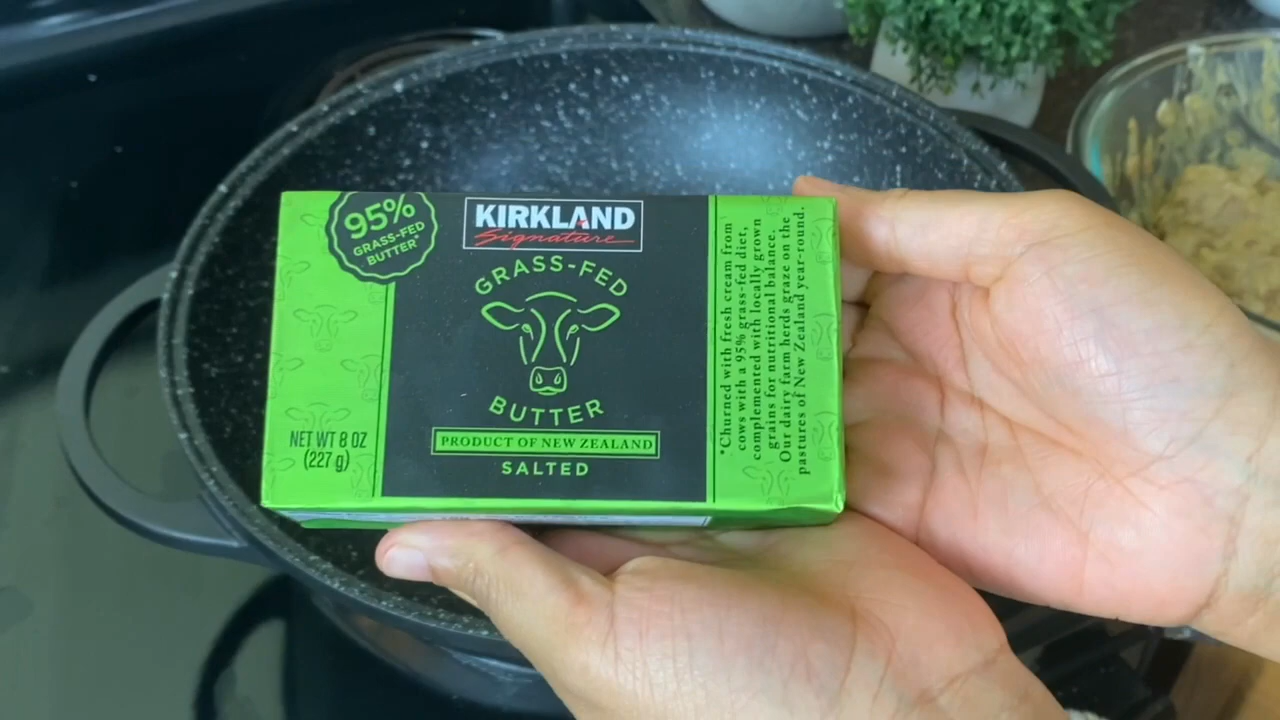 95%
GRASS-FED
BUTTER*
KIRKLAND
Signature
GRASS-FED
BUTTER
PRODUCT OF NEW ZEALAND
SALTED
NET WT 8 OZ
(227 g)
*Churned with fresh cream from
cows with a 95% grass-fed diet,
complemented with locally grown
grains for nutritional balance.
Our dairy farm herds graze on the
pastures of New Zealand year-round.